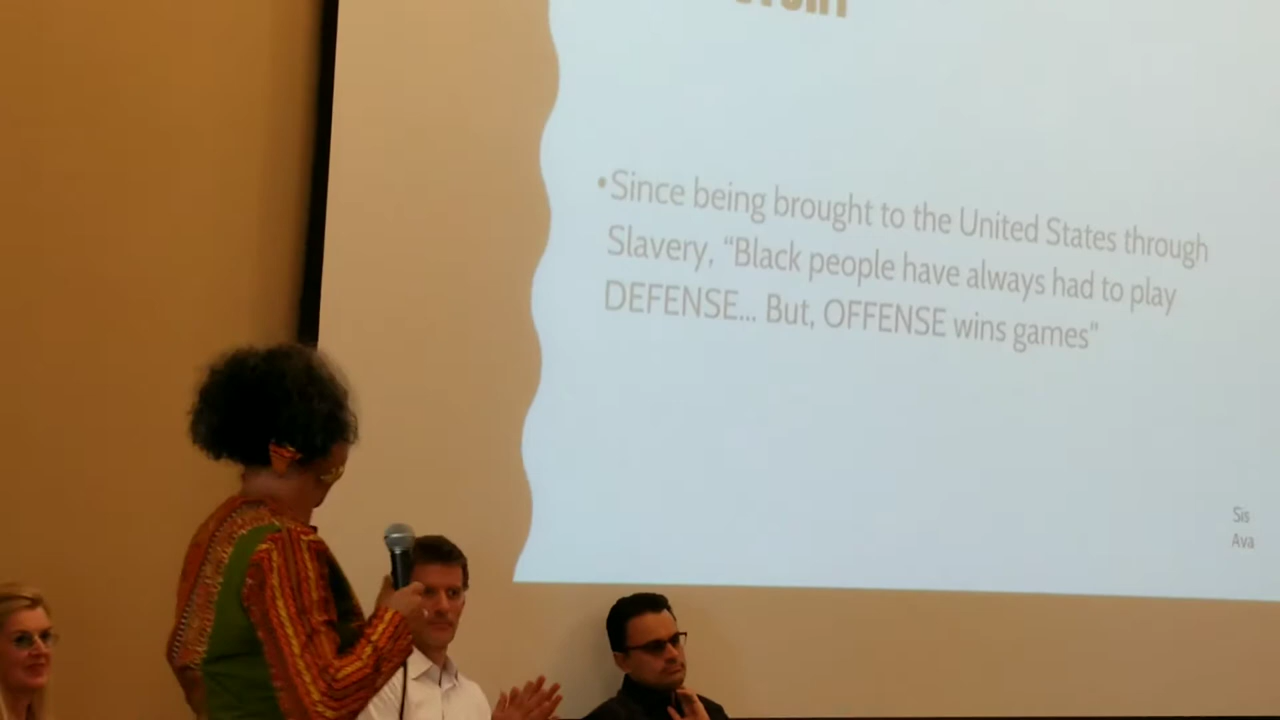 •Since being brought to the United States through
Slavery, “Black people have always had to play
DEFENSE... But, OFFENSE wins games”
Sis
Ava